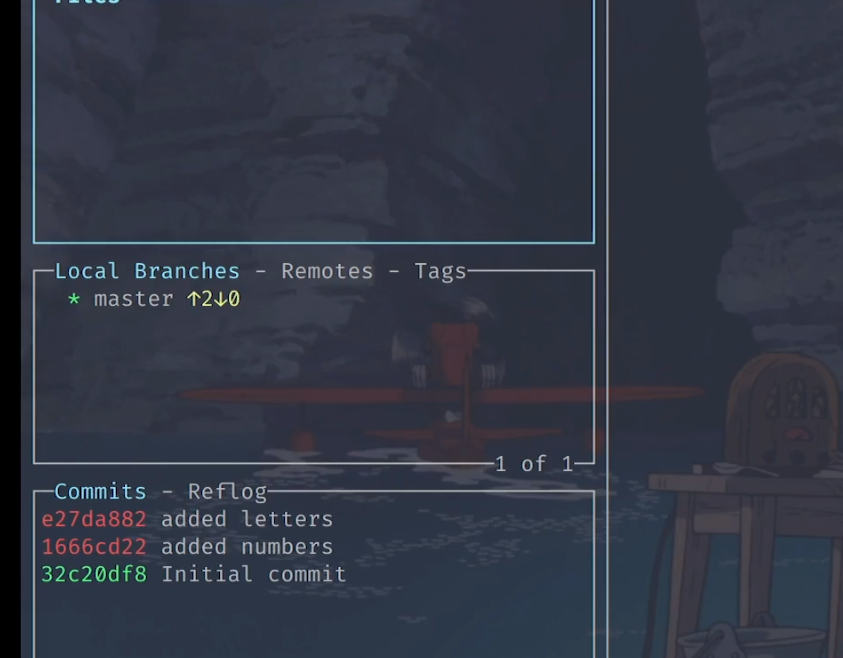 Files
Local Branches - Remotes - Tags
* master ↑2↓0
1 of 1
Commits - Reflog
e27da882 added letters
1666cd22 added numbers
32c20df8 Initial commit